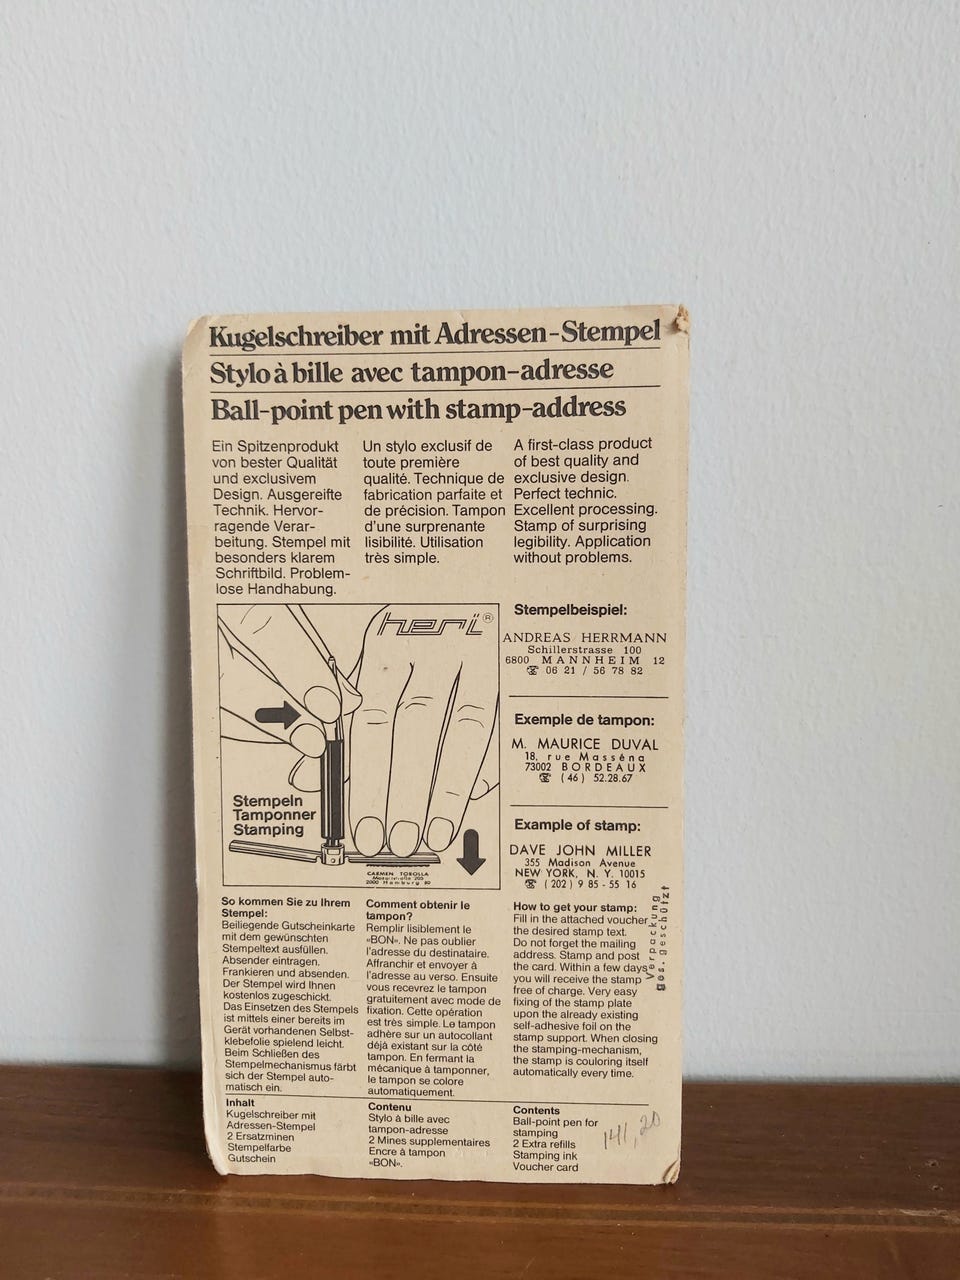 Kugelschreiber mit Adressen-Stempel
Stylo à bille avec tampon-adresse
Ball-point pen with stamp-address
Ein Spitzenprodukt
von bester Qualität
und exclusivem
Design. Ausgereifte
Technik. Hervor-
ragende Verar-
beitung. Stempel mit
besonders klarem
Schriftbild. Problem-
lose Handhabung.
Un stylo exclusif de
toute première
qualité. Technique de
fabrication parfaite et
de précision. Tampon
d'une surprenante
lisibilité. Utilisation
très simple.
A first-class product
of best quality and
exclusive design.
Perfect technic.
Excellent processing.
Stamp of surprising
legibility. Application
without problems.
heri®
Stempeln
Tamponner
Stamping
CARMEN TOROLLA
2000 Hamburg
Stempelbeispiel:
ANDREAS HERRMANN
Schillerstrasse 100
6800 MANNHEIM 12
☎ 06 21 / 56 78 82
Exemple de tampon:
M. MAURICE DUVAL
18, rue Masséna
73002 BORDEAUX
☎ (46) 52.28.67
Example of stamp:
DAVE JOHN MILLER
355 Madison Avenue
NEW YORK, N. Y. 10015
☎ (202) 9 85 - 55 16
So kommen Sie zu Ihrem
Stempel:
Beiliegende Gutscheinkarte
mit dem gewünschten
Stempeltext ausfüllen.
Absender eintragen.
Frankieren und absenden.
Der Stempel wird Ihnen
kostenlos zugeschickt.
Das Einsetzen des Stempels
ist mittels einer bereits im
Gerät vorhandenen Selbst-
klebefolie spielend leicht.
Beim Schließen des
Stempelmechanismus färbt
sich der Stempel auto-
matisch ein.
Comment obtenir le
tampon?
Remplir lisiblement le
«BON». Ne pas oublier
l'adresse du destinataire.
Affranchir et envoyer à
l'adresse au verso. Ensuite
vous recevrez le tampon
gratuitement avec mode de
fixation. Cette opération
est très simple. Le tampon
adhère sur un autocollant
déjà existant sur la côté
tampon. En fermant la
mécanique à tamponner,
le tampon se colore
automatiquement.
How to get your stamp:
Fill in the attached voucher
the desired stamp text.
Do not forget the mailing
address. Stamp and post
the card. Within a few days
you will receive the stamp
free of charge. Very easy
fixing of the stamp plate
upon the already existing
self-adhesive foil on the
stamp support. When closing
the stamping-mechanism,
the stamp is couloring itself
automatically every time.
Verpackung
ges. geschützt
Inhalt
Kugelschreiber mit
Adressen-Stempel
2 Ersatzminen
Stempelfarbe
Gutschein
Contenu
Stylo à bille avec
tampon-adresse
2 Mines supplementaires
Encre à tampon
«BON».
Contents
Ball-point pen for
stamping
2 Extra refills
Stamping ink
Voucher card
141,20